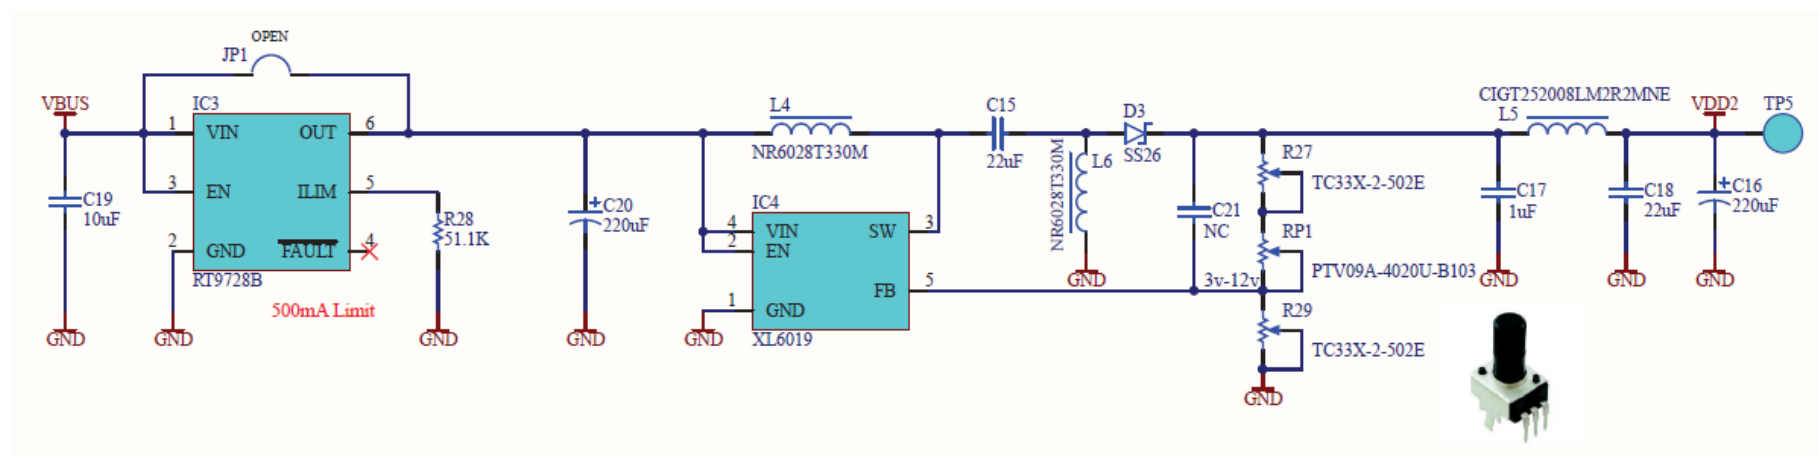 OPEN
JP1
VBUS
IC3
1
VIN
OUT
6
3
EN
ILIM
5
2
GND
FAULT
4
RT9728B
500mA Limit
C19
10uF
R28
51.1K
GND
GND
GND
C20
220uF
GND
L4
NR6028T330M
IC4
4
VIN
SW
3
2
EN
FB
5
1
GND
XL6019
GND
C15
22uF
NR6028T330M
L6
GND
D3
SS26
C21
NC
3v-12v
R27
TC33X-2-502E
RP1
PTV09A-4020U-B103
R29
TC33X-2-502E
GND
CIGT252008LM2R2MNE
L5
C17
1uF
GND
C18
22uF
GND
VDD2
TP5
C16
220uF
GND